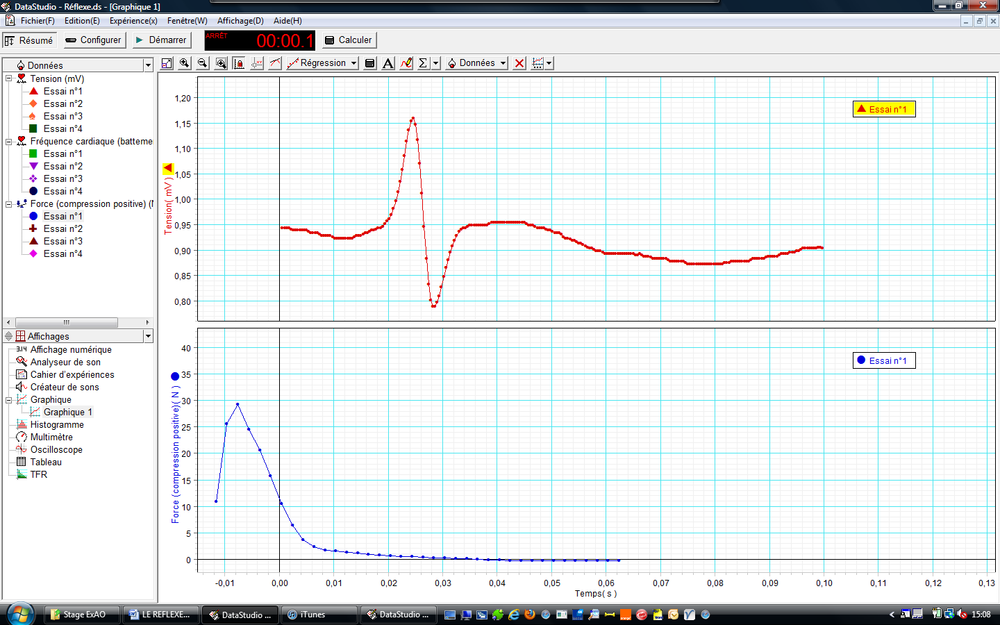 DataStudio - Réflexe.ds - [Graphique 1]
Fichier(F) Edition(E) Expérience(x) Fenêtre(W) Affichage(D) Aide(H)
Résumé Configurer Démarrer ARRÊT 00:00.1 Calculer
Données
Régression A Σ Données
Tension (mV)
Essai n°1
Essai n°2
Essai n°3
Essai n°4
Fréquence cardiaque (batteme
Essai n°1
Essai n°2
Essai n°3
Essai n°4
Force (compression positive) (N
Essai n°1
Essai n°2
Essai n°3
Essai n°4
Affichages
3.14 Affichage numérique
Analyseur de son
Cahier d'expériences
Créateur de sons
Graphique
Graphique 1
Histogramme
Multimètre
Oscilloscope
Tableau
TFR
Tension( mV )
1,20
1,15
1,10
1,05
1,00
0,95
0,90
0,85
0,80
Essai n°1
Force (compression positive)( N )
40
35
30
25
20
15
10
5
0
Essai n°1
-0,01 0,00 0,01 0,02 0,03 0,04 0,05 0,06 0,07 0,08 0,09 0,10 0,11 0,12 0,13
Temps( s )
Stage ExAO LE REFLEXE... DataStudio ... iTunes DataStudio ... 15:08